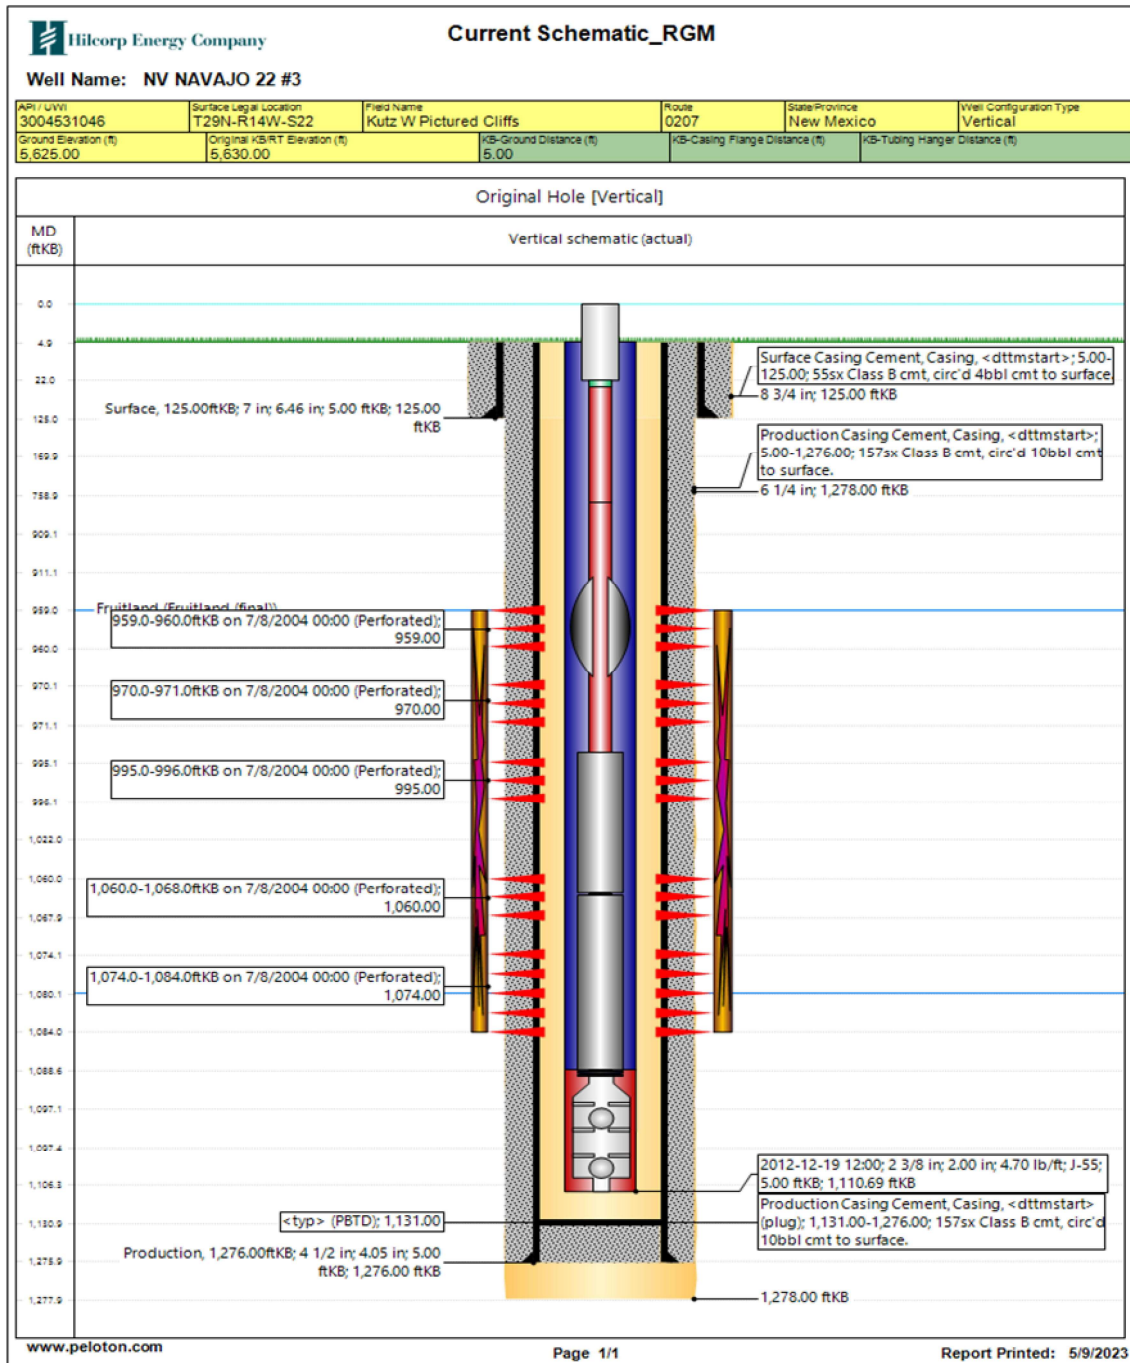 Hilcorp Energy Company
Current Schematic_RGM
Well Name: NV NAVAJO 22 #3
API / UWI
3004531046
Surface Legal Location
T29N-R14W-S22
Field Name
Kutz W Pictured Cliffs
Route
0207
State/Province
New Mexico
Well Configuration Type
Vertical
Ground Elevation (ft)
5,625.00
Original KB/RT Elevation (ft)
5,630.00
KB-Ground Distance (ft)
5.00
KB-Casing Flange Distance (ft)
KB-Tubing Hanger Distance (ft)
Original Hole [Vertical]
MD
(ftKB)
Vertical schematic (actual)
0.0
4.9
22.0
125.0
169.9
758.9
909.1
911.1
959.0
960.0
970.1
971.1
995.1
996.1
1,022.0
1,060.0
1,067.9
1,074.1
1,080.1
1,084.0
1,088.6
1,097.1
1,097.4
1,106.3
1,130.9
1,275.9
1,277.9
Surface, 125.00ftKB; 7 in; 6.46 in; 5.00 ftKB; 125.00
ftKB
Surface Casing Cement, Casing, <dttmstart>; 5.00-
125.00; 55sx Class B cmt, circ'd 4bbl cmt to surface.
8 3/4 in; 125.00 ftKB
Production Casing Cement, Casing, <dttmstart>;
5.00-1,276.00; 157sx Class B cmt, circ'd 10bbl cmt
to surface.
6 1/4 in; 1,278.00 ftKB
Fruitland (Fruitland (final))
959.0-960.0ftKB on 7/8/2004 00:00 (Perforated);
959.00
970.0-971.0ftKB on 7/8/2004 00:00 (Perforated);
970.00
995.0-996.0ftKB on 7/8/2004 00:00 (Perforated);
995.00
1,060.0-1,068.0ftKB on 7/8/2004 00:00 (Perforated);
1,060.00
1,074.0-1,084.0ftKB on 7/8/2004 00:00 (Perforated);
1,074.00
2012-12-19 12:00; 2 3/8 in; 2.00 in; 4.70 lb/ft; J-55;
5.00 ftKB; 1,110.69 ftKB
<typ> (PBTD); 1,131.00
Production Casing Cement, Casing, <dttmstart>
(plug); 1,131.00-1,276.00; 157sx Class B cmt, circ'd
10bbl cmt to surface.
Production, 1,276.00ftKB; 4 1/2 in; 4.05 in; 5.00
ftKB; 1,276.00 ftKB
1,278.00 ftKB
www.peloton.com
Page 1/1
Report Printed: 5/9/2023